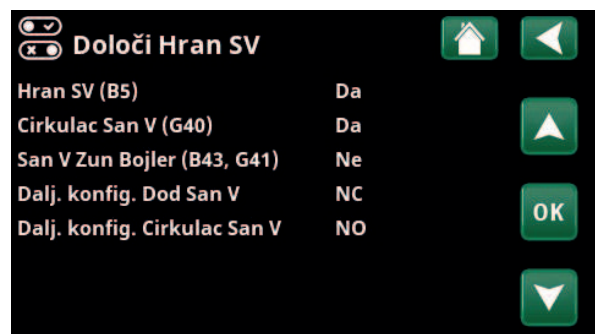 Določi Hran SV
Hran SV (B5) Da
Cirkulac San V (G40) Da
San V Zun Bojler (B43, G41) Ne
Dalj. konfig. Dod San V NC
Dalj. konfig. Cirkulac San V NO
OK